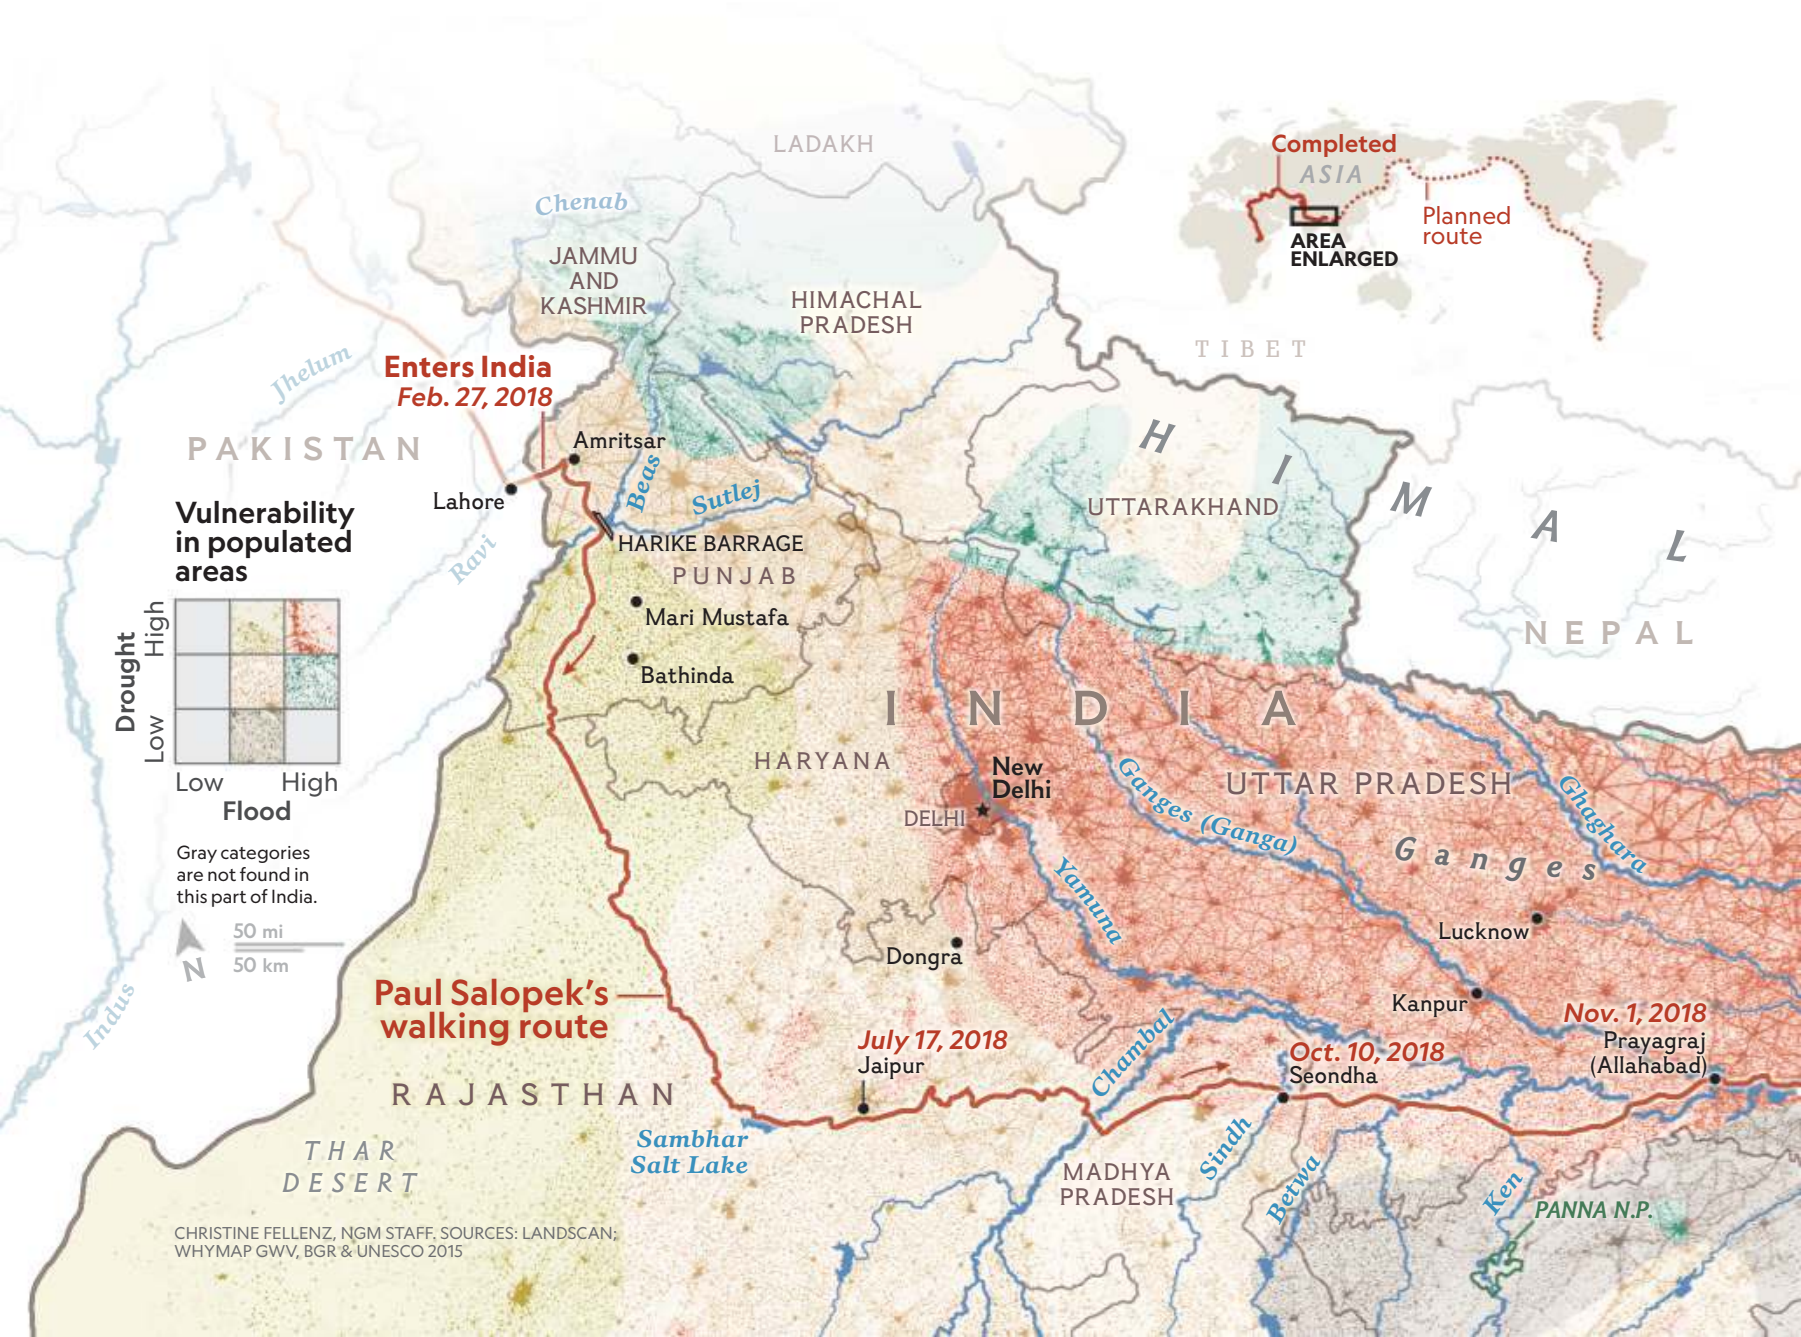 LADAKH
Completed
ASIA
Planned
route
AREA
ENLARGED
Chenab
JAMMU
AND
KASHMIR
HIMACHAL
PRADESH
TIBET
Jhelum
Enters India
Feb. 27, 2018
PAKISTAN
Amritsar
Lahore
Beas
Sutlej
Ravi
HARIKE BARRAGE
PUNJAB
UTTARAKHAND
HIMAL
NEPAL
Vulnerability
in populated
areas
Drought
High
Low
Low
High
Flood
Gray categories
are not found in
this part of India.
50 mi
50 km
N
Mari Mustafa
Bathinda
INDIA
HARYANA
New
Delhi
DELHI
UTTAR PRADESH
Ganges (Ganga)
Ghaghara
Ganges
Yamuna
Lucknow
Dongra
Kanpur
Indus
Paul Salopek's
walking route
July 17, 2018
Jaipur
Chambal
Oct. 10, 2018
Seondha
Nov. 1, 2018
Prayagraj
(Allahabad)
RAJASTHAN
THAR
DESERT
Sambhar
Salt Lake
MADHYA
PRADESH
Sindh
Betwa
Ken
PANNA N.P.
CHRISTINE FELLENZ, NGM STAFF. SOURCES: LANDSCAN;
WHYMAP GWV, BGR & UNESCO 2015